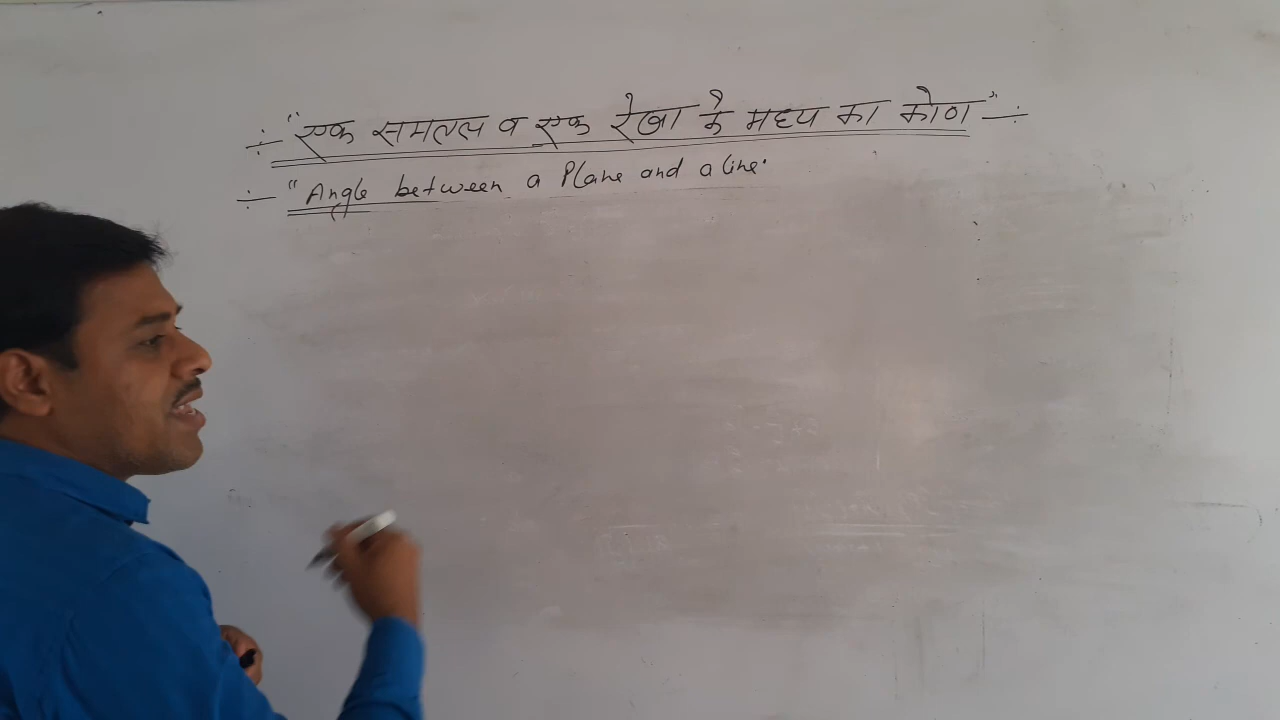 ÷ "एक समतल व एक रेखा के मध्य का कोण" ÷
÷ "Angle between a Plane and a line.